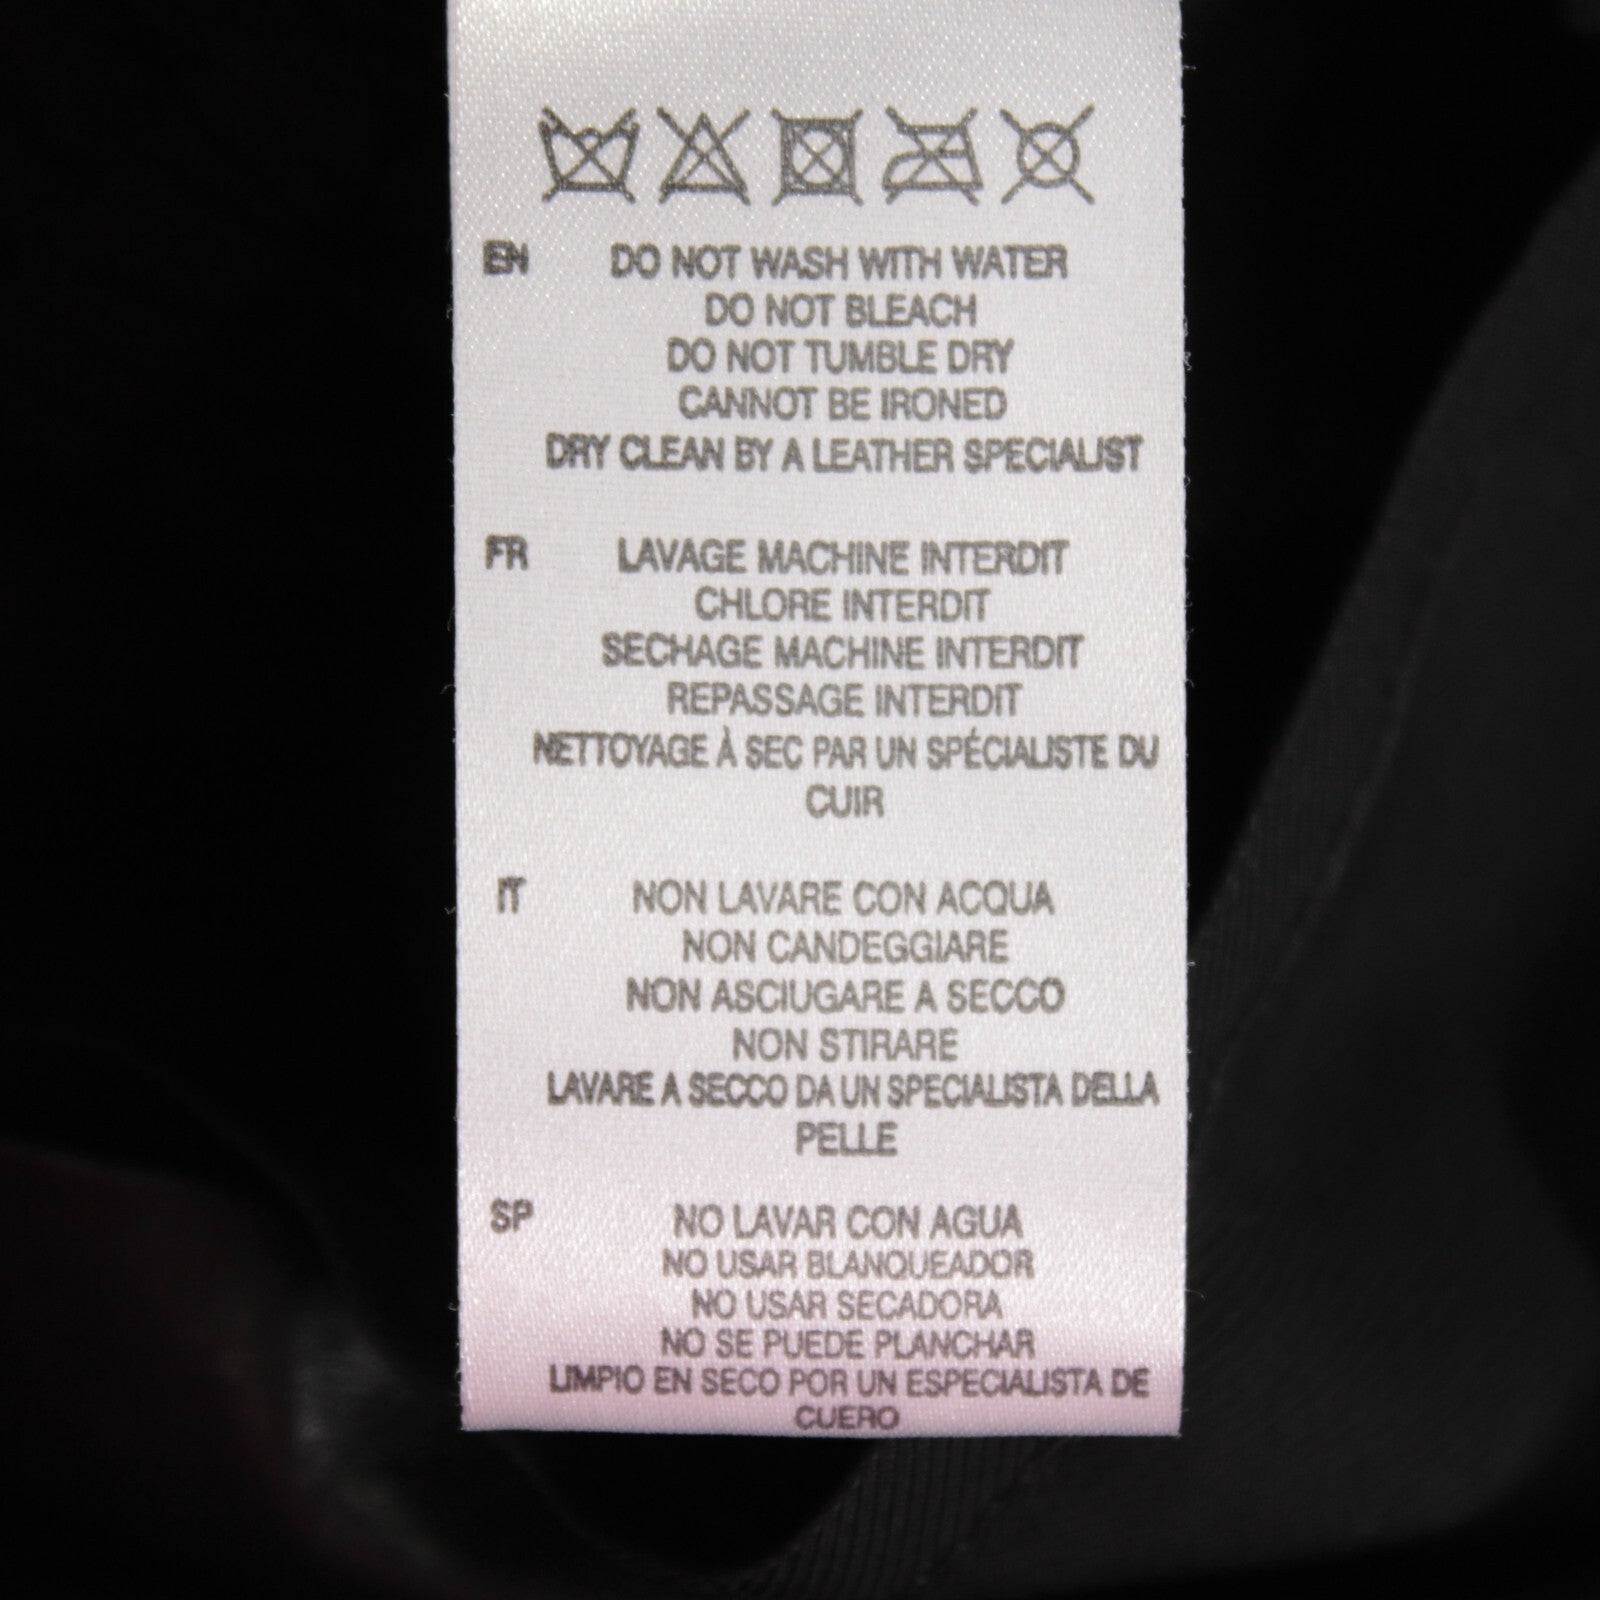 EN DO NOT WASH WITH WATER
DO NOT BLEACH
DO NOT TUMBLE DRY
CANNOT BE IRONED
DRY CLEAN BY A LEATHER SPECIALIST
FR LAVAGE MACHINE INTERDIT
CHLORE INTERDIT
SECHAGE MACHINE INTERDIT
REPASSAGE INTERDIT
NETTOYAGE À SEC PAR UN SPÉCIALISTE DU
CUIR
IT NON LAVARE CON ACQUA
NON CANDEGGIARE
NON ASCIUGARE A SECCO
NON STIRARE
LAVARE A SECCO DA UN SPECIALISTA DELLA
PELLE
SP NO LAVAR CON AGUA
NO USAR BLANQUEADOR
NO USAR SECADORA
NO SE PUEDE PLANCHAR
LIMPIO EN SECO POR UN ESPECIALISTA DE
CUERO